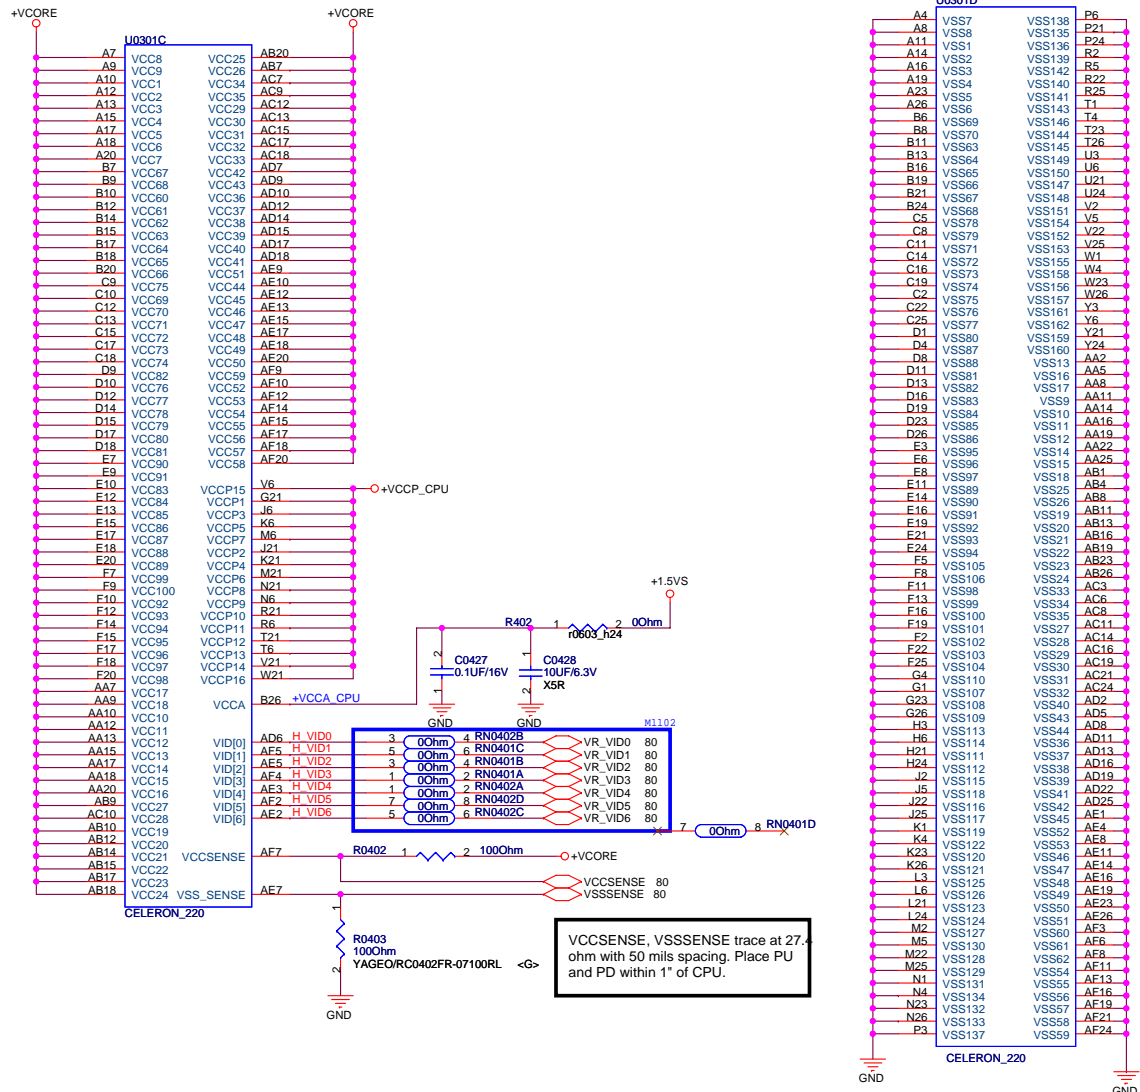 +VCORE +VCORE
U0301C
A7 VCC8 VCC25 AB20
A9 VCC9 VCC26 AB7
A10 VCC1 VCC34 AC7
A12 VCC2 VCC35 AC9
A13 VCC3 VCC29 AC12
A15 VCC4 VCC30 AC13
A17 VCC5 VCC31 AC15
A18 VCC6 VCC32 AC17
A20 VCC7 VCC33 AC18
B7 VCC67 VCC42 AD7
B9 VCC68 VCC43 AD9
B10 VCC60 VCC36 AD10
B12 VCC61 VCC37 AD12
B14 VCC62 VCC38 AD14
B15 VCC63 VCC39 AD15
B17 VCC64 VCC40 AD17
B18 VCC65 VCC41 AD18
B20 VCC66 VCC51 AE9
C9 VCC75 VCC44 AE10
C10 VCC69 VCC45 AE12
C12 VCC70 VCC46 AE13
C13 VCC71 VCC47 AE15
C15 VCC72 VCC48 AE17
C17 VCC73 VCC49 AE18
C18 VCC74 VCC50 AE20
D9 VCC82 VCC59 AF9
D10 VCC76 VCC52 AF10
D12 VCC77 VCC53 AF12
D14 VCC78 VCC54 AF14
D15 VCC79 VCC55 AF15
D17 VCC80 VCC56 AF17
D18 VCC81 VCC57 AF18
E7 VCC90 VCC58 AF20
E9 VCC91
E10 VCC83 VCCP15 V6 +VCCP_CPU
E12 VCC84 VCCP1 G21
E13 VCC85 VCCP3 J6
E15 VCC86 VCCP5 K6
E17 VCC87 VCCP7 M6
E18 VCC88 VCCP2 J21
E20 VCC89 VCCP4 K21
F7 VCC99 VCCP6 M21
F9 VCC100 VCCP8 N21
F10 VCC92 VCCP9 N6
F12 VCC93 VCCP10 R21
F14 VCC94 VCCP11 R6
F15 VCC95 VCCP12 T21
F17 VCC96 VCCP13 T6
F18 VCC97 VCCP14 V21
F20 VCC98 VCCP16 W21
AA7 VCC17
AA9 VCC18 VCCA B26 +VCCA_CPU
AA10 VCC10
AA12 VCC11
AA13 VCC12 VID[0] AD6 H_VID0 3 0Ohm 4 RN0402B VR_VID0 80
AA15 VCC13 VID[1] AF5 H_VID1 5 0Ohm 6 RN0401C VR_VID1 80
AA17 VCC14 VID[2] AE5 H_VID2 3 0Ohm 4 RN0401B VR_VID2 80
AA18 VCC15 VID[3] AF4 H_VID3 1 0Ohm 2 RN0401A VR_VID3 80
AA20 VCC16 VID[4] AE3 H_VID4 1 0Ohm 2 RN0402A VR_VID4 80
AB9 VCC27 VID[5] AF2 H_VID5 7 0Ohm 8 RN0402D VR_VID5 80
AC10 VCC28 VID[6] AE2 H_VID6 5 0Ohm 6 RN0402C VR_VID6 80
AB10 VCC19
AB12 VCC20
AB14 VCC21 VCCSENSE AF7 R0402 1 2 100Ohm +VCORE
AB15 VCC22
AB17 VCC23
AB18 VCC24 VSS_SENSE AE7
CELERON_220
+1.5VS
R402 1 2 0Ohm
r0603_h24
2 C0427 0.1UF/16V 1 GND
1 C0428 10UF/6.3V X5R 2 GND
M1102
7 0Ohm 8 RN0401D
VCCSENSE 80
VSSSENSE 80
1
R0403
100Ohm
YAGEO/RC0402FR-07100RL <G>
2
GND
VCCSENSE, VSSSENSE trace at 27.4
ohm with 50 mils spacing. Place PU
and PD within 1" of CPU.
U0301D
A4 VSS7 VSS138 P6
A8 VSS8 VSS135 P21
A11 VSS1 VSS136 P24
A14 VSS2 VSS139 R2
A16 VSS3 VSS142 R5
A19 VSS4 VSS140 R22
A23 VSS5 VSS141 R25
A26 VSS6 VSS143 T1
B6 VSS69 VSS146 T4
B8 VSS70 VSS144 T23
B11 VSS63 VSS145 T26
B13 VSS64 VSS149 U3
B16 VSS65 VSS150 U6
B19 VSS66 VSS147 U21
B21 VSS67 VSS148 U24
B24 VSS68 VSS151 V2
C5 VSS78 VSS154 V5
C8 VSS79 VSS152 V22
C11 VSS71 VSS153 V25
C14 VSS72 VSS155 W1
C16 VSS73 VSS158 W4
C19 VSS74 VSS156 W23
C2 VSS75 VSS157 W26
C22 VSS76 VSS161 Y3
C25 VSS77 VSS162 Y6
D1 VSS80 VSS159 Y21
D4 VSS87 VSS160 Y24
D8 VSS88 VSS13 AA2
D11 VSS81 VSS16 AA5
D13 VSS82 VSS17 AA8
D16 VSS83 VSS9 AA11
D19 VSS84 VSS10 AA14
D23 VSS85 VSS11 AA16
D26 VSS86 VSS12 AA19
E3 VSS95 VSS14 AA22
E6 VSS96 VSS15 AA25
E8 VSS97 VSS18 AB1
E11 VSS89 VSS25 AB4
E14 VSS90 VSS26 AB8
E16 VSS91 VSS19 AB11
E19 VSS92 VSS20 AB13
E21 VSS93 VSS21 AB16
E24 VSS94 VSS22 AB19
F5 VSS105 VSS23 AB23
F8 VSS106 VSS24 AB26
F11 VSS98 VSS33 AC3
F13 VSS99 VSS34 AC6
F16 VSS100 VSS35 AC8
F19 VSS101 VSS27 AC11
F2 VSS102 VSS28 AC14
F22 VSS103 VSS29 AC16
F25 VSS104 VSS30 AC19
G4 VSS110 VSS31 AC21
G1 VSS107 VSS32 AC24
G23 VSS108 VSS40 AD2
G26 VSS109 VSS43 AD5
H3 VSS113 VSS44 AD8
H6 VSS114 VSS36 AD11
H21 VSS111 VSS37 AD13
H24 VSS112 VSS38 AD16
J2 VSS115 VSS39 AD19
J5 VSS118 VSS41 AD22
J22 VSS116 VSS42 AD25
J25 VSS117 VSS45 AE1
K1 VSS119 VSS52 AE4
K4 VSS122 VSS53 AE8
K23 VSS120 VSS46 AE11
K26 VSS121 VSS47 AE14
L3 VSS125 VSS48 AE16
L6 VSS126 VSS49 AE19
L21 VSS123 VSS50 AE23
L24 VSS124 VSS51 AE26
M2 VSS127 VSS60 AF3
M5 VSS130 VSS61 AF6
M22 VSS128 VSS62 AF8
M25 VSS129 VSS54 AF11
N1 VSS131 VSS55 AF13
N4 VSS134 VSS56 AF16
N23 VSS132 VSS57 AF19
N26 VSS133 VSS58 AF21
P3 VSS137 VSS59 AF24
CELERON_220
GND GND